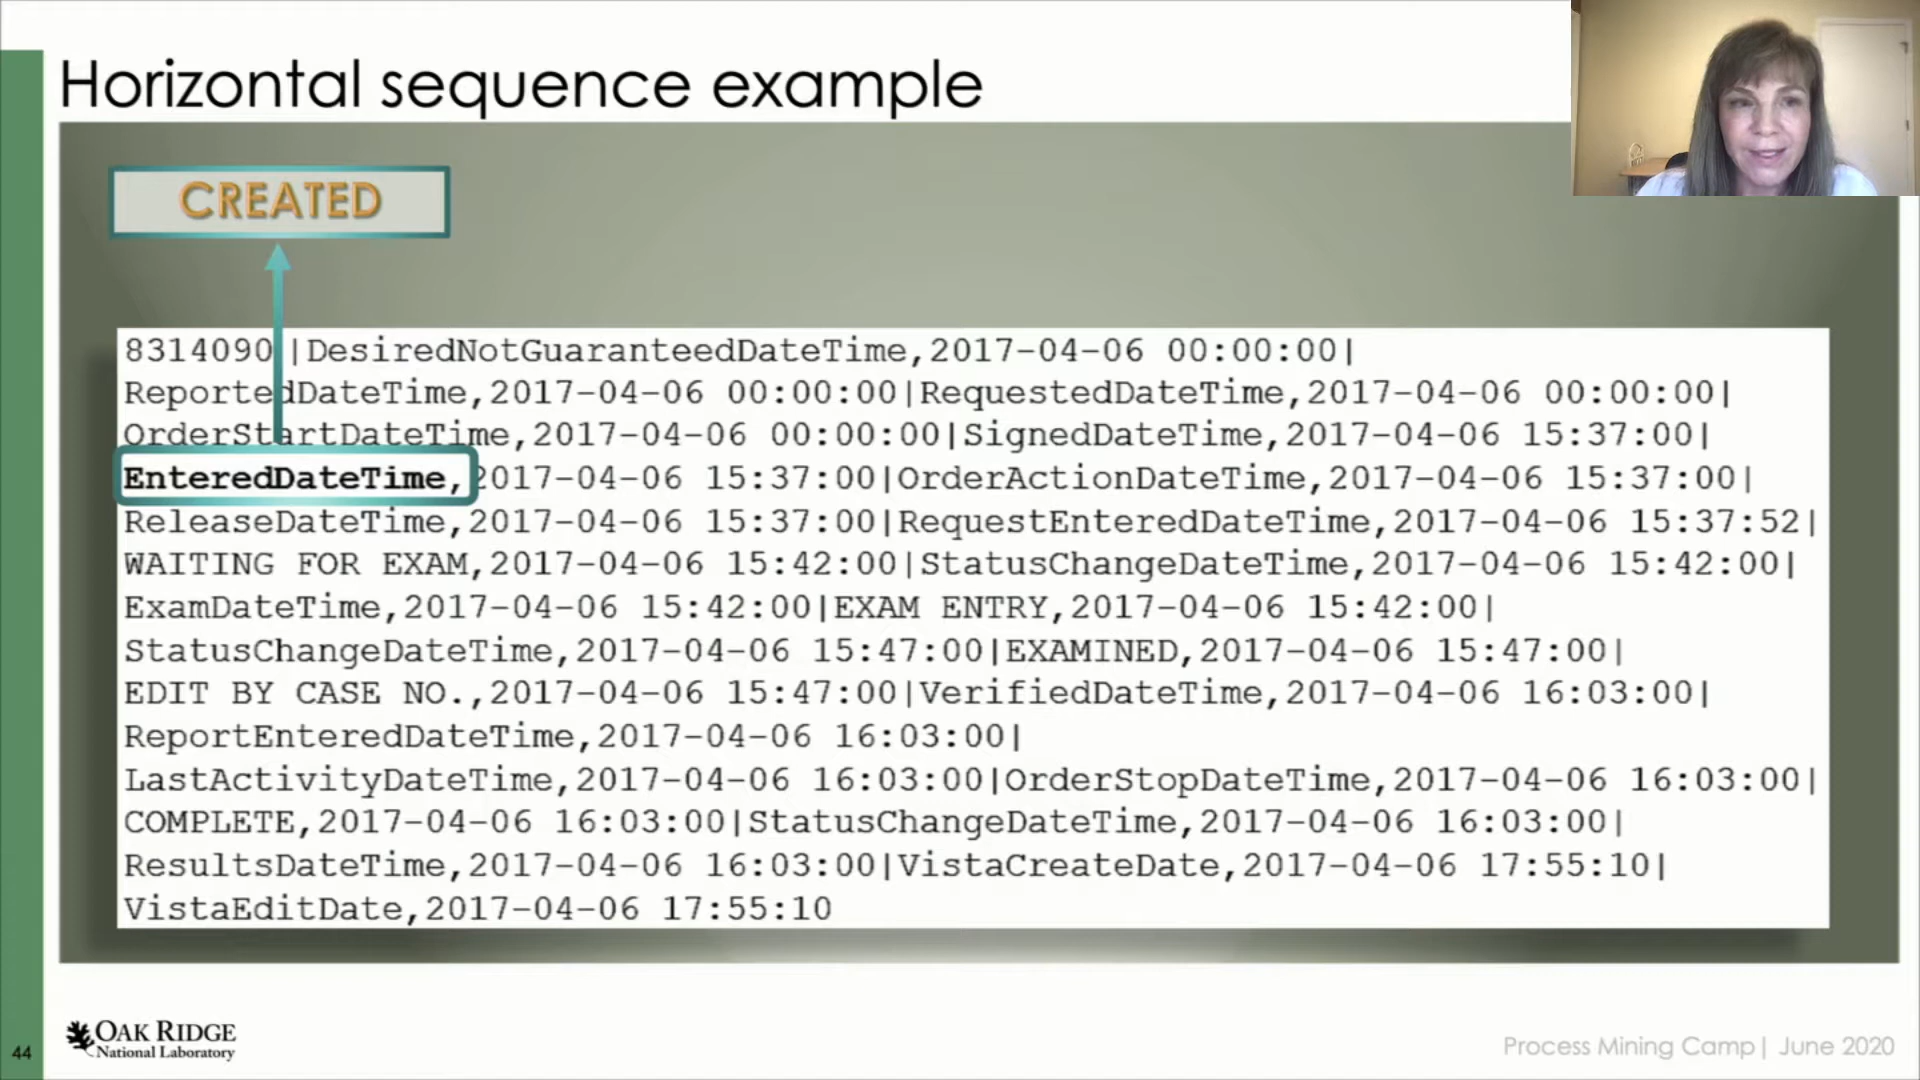 Horizontal sequence example
CREATED
8314090|DesiredNotGuaranteedDateTime,2017-04-06 00:00:00|
ReportedDateTime,2017-04-06 00:00:00|RequestedDateTime,2017-04-06 00:00:00|
OrderStartDateTime,2017-04-06 00:00:00|SignedDateTime,2017-04-06 15:37:00|
EnteredDateTime,2017-04-06 15:37:00|OrderActionDateTime,2017-04-06 15:37:00|
ReleaseDateTime,2017-04-06 15:37:00|RequestEnteredDateTime,2017-04-06 15:37:52|
WAITING FOR EXAM,2017-04-06 15:42:00|StatusChangeDateTime,2017-04-06 15:42:00|
ExamDateTime,2017-04-06 15:42:00|EXAM ENTRY,2017-04-06 15:42:00|
StatusChangeDateTime,2017-04-06 15:47:00|EXAMINED,2017-04-06 15:47:00|
EDIT BY CASE NO.,2017-04-06 15:47:00|VerifiedDateTime,2017-04-06 16:03:00|
ReportEnteredDateTime,2017-04-06 16:03:00|
LastActivityDateTime,2017-04-06 16:03:00|OrderStopDateTime,2017-04-06 16:03:00|
COMPLETE,2017-04-06 16:03:00|StatusChangeDateTime,2017-04-06 16:03:00|
ResultsDateTime,2017-04-06 16:03:00|VistaCreateDate,2017-04-06 17:55:10|
VistaEditDate,2017-04-06 17:55:10
44
OAK RIDGE
National Laboratory
Process Mining Camp| June 2020